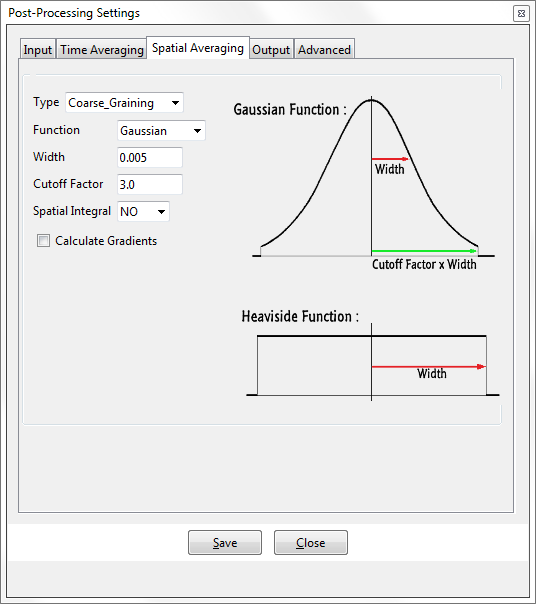 Post-Processing Settings
Input Time Averaging Spatial Averaging Output Advanced
Type Coarse_Graining
Function Gaussian
Width 0.005
Cutoff Factor 3.0
Spatial Integral NO
Calculate Gradients
Gaussian Function :
Width
Cutoff Factor x Width
Heaviside Function :
Width
Save Close